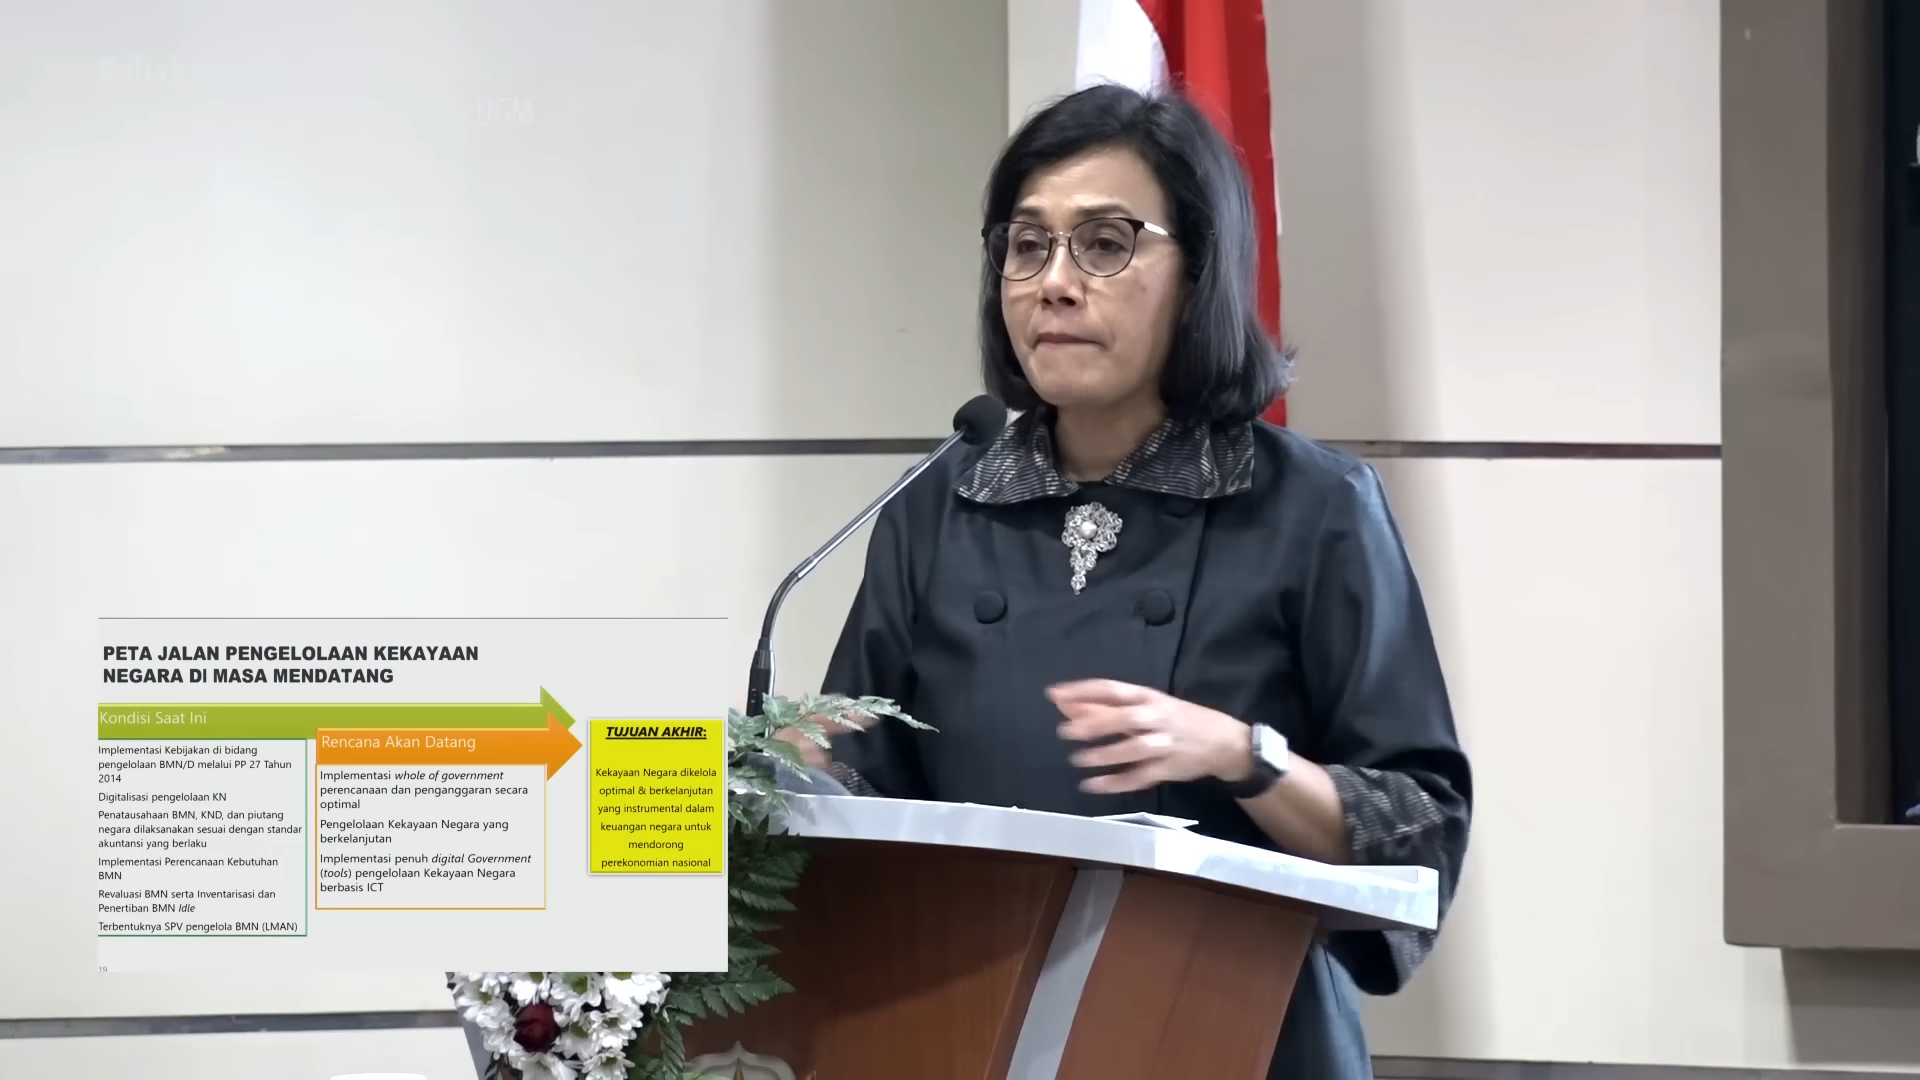 UGM
PETA JALAN PENGELOLAAN KEKAYAAN
NEGARA DI MASA MENDATANG
Kondisi Saat Ini
Implementasi Kebijakan di bidang
pengelolaan BMN/D melalui PP 27 Tahun
2014
Digitalisasi pengelolaan KN
Penatausahaan BMN, KND, dan piutang
negara dilaksanakan sesuai dengan standar
akuntansi yang berlaku
Implementasi Perencanaan Kebutuhan
BMN
Revaluasi BMN serta Inventarisasi dan
Penertiban BMN Idle
Terbentuknya SPV pengelola BMN (LMAN)
Rencana Akan Datang
Implementasi whole of government
perencanaan dan penganggaran secara
optimal
Pengelolaan Kekayaan Negara yang
berkelanjutan
Implementasi penuh digital Government
(tools) pengelolaan Kekayaan Negara
berbasis ICT
TUJUAN AKHIR:
Kekayaan Negara dikelola
optimal & berkelanjutan
yang instrumental dalam
keuangan negara untuk
mendorong
perekonomian nasional
19